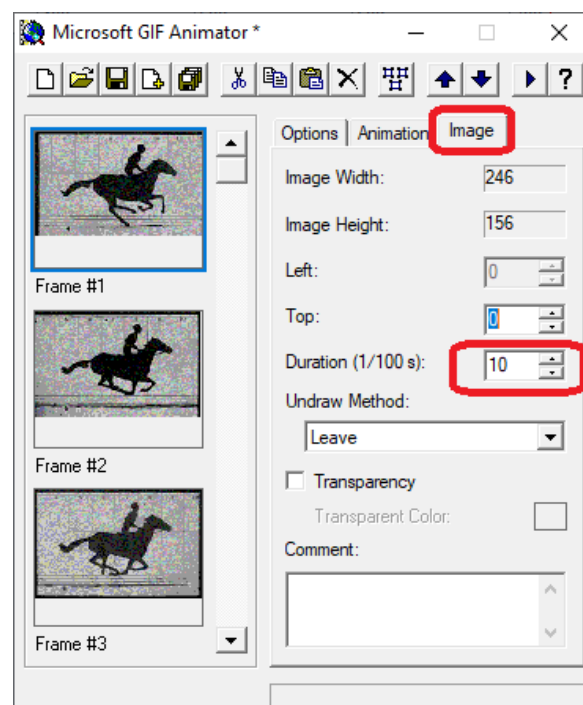 Microsoft GIF Animator *
?
Options Animation Image
Image Width: 246
Image Height: 156
Left: 0
Frame #1
Top: 0
Duration (1/100 s): 10
Undraw Method:
Leave
Frame #2
Transparency
Transparent Color:
Comment:
Frame #3